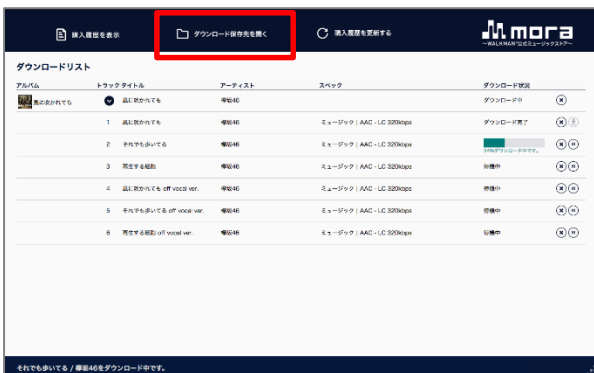 購入履歴を表示
ダウンロード保存先を開く
購入履歴を更新する
mora
~WALKMAN®公式ミュージックストア~
ダウンロードリスト
アルバム トラック タイトル アーティスト スペック ダウンロード状況
風に吹かれても 風に吹かれても 欅坂46 ダウンロード中
1 風に吹かれても 欅坂46 ミュージック | AAC - LC 320kbps ダウンロード完了
2 それでも歩いてる 欅坂46 ミュージック | AAC - LC 320kbps
34%ダウンロード中です。
3 再生する細胞 欅坂46 ミュージック | AAC - LC 320kbps 待機中
4 風に吹かれても off vocal ver. 欅坂46 ミュージック | AAC - LC 320kbps 待機中
5 それでも歩いてる off vocal ver. 欅坂46 ミュージック | AAC - LC 320kbps 待機中
6 再生する細胞 off vocal ver. 欅坂46 ミュージック | AAC - LC 320kbps 待機中
それでも歩いてる / 欅坂46をダウンロード中です。